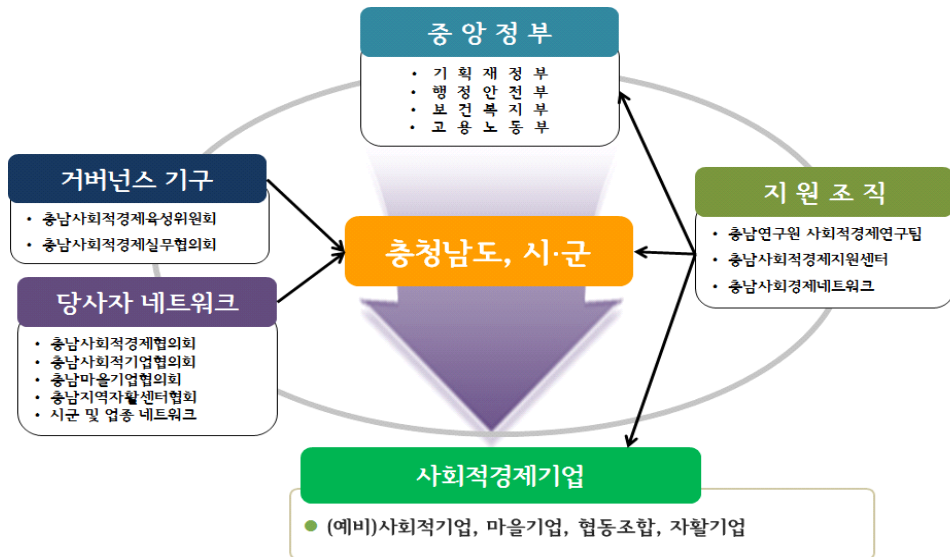 중앙정부
• 기획재정부
• 행정안전부
• 보건복지부
• 고용노동부
거버넌스 기구
• 충남사회적경제육성위원회
• 충남사회적경제실무협의회
당사자 네트워크
• 충남사회적경제협의회
• 충남사회적기업협의회
• 충남마을기업협의회
• 충남지역자활센터협회
• 시군 및 업종 네트워크
충청남도, 시·군
지원조직
• 충남연구원 사회적경제연구팀
• 충남사회적경제지원센터
• 충남사회경제네트워크
사회적경제기업
● (예비)사회적기업, 마을기업, 협동조합, 자활기업